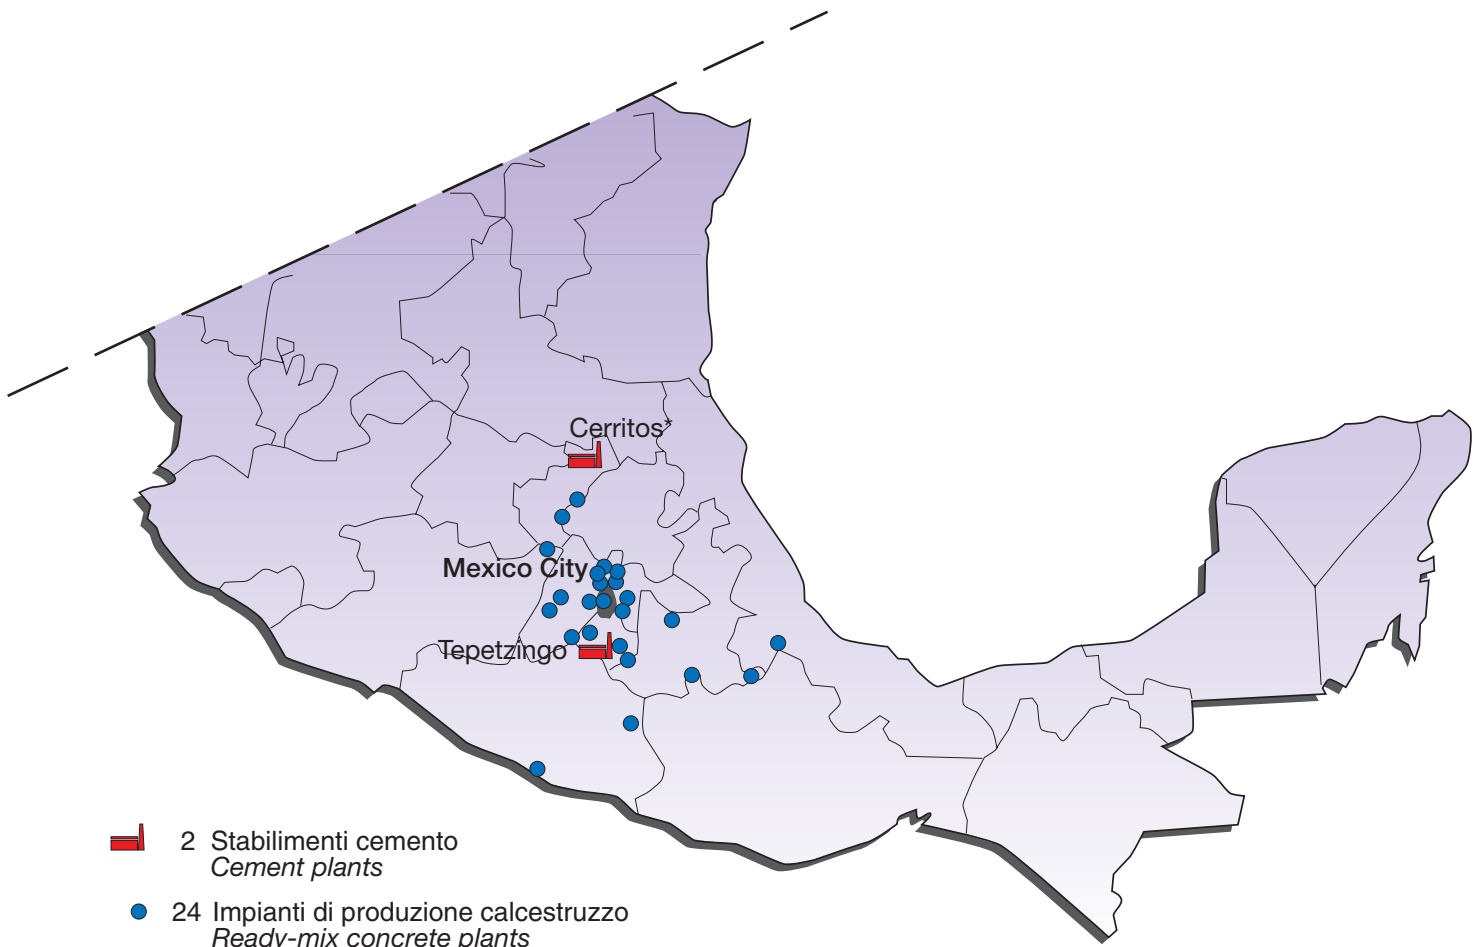 Cerritos*
Mexico City
Tepetzingo
2 Stabilimenti cemento
Cement plants
24 Impianti di produzione calcestruzzo
Ready-mix concrete plants